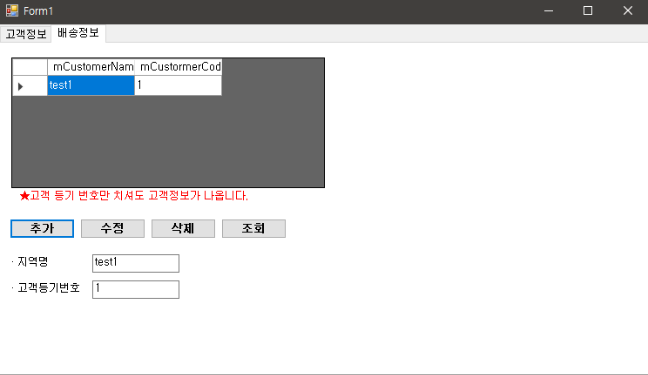 Form1
고객정보 배송정보
mCustomerNam mCustormerCod
test1 1
★고객 등기 번호만 치셔도 고객정보가 나옵니다.
추가 수정 삭제 조회
· 지역명 test1
· 고객등기번호 1